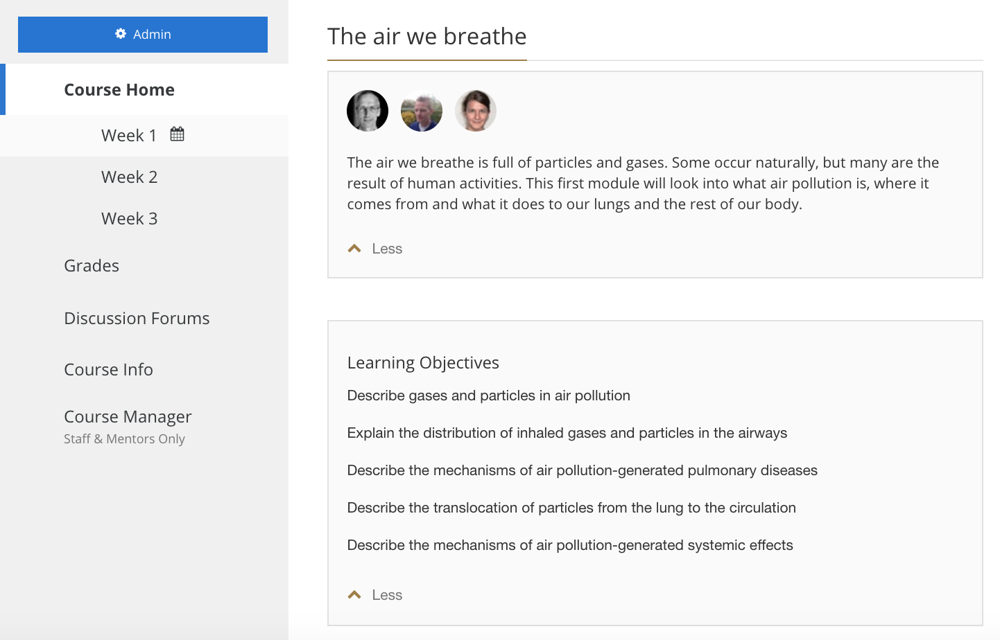 Admin
Course Home
Week 1
Week 2
Week 3
Grades
Discussion Forums
Course Info
Course Manager
Staff & Mentors Only
The air we breathe
The air we breathe is full of particles and gases. Some occur naturally, but many are the
result of human activities. This first module will look into what air pollution is, where it
comes from and what it does to our lungs and the rest of our body.
Less
Learning Objectives
Describe gases and particles in air pollution
Explain the distribution of inhaled gases and particles in the airways
Describe the mechanisms of air pollution-generated pulmonary diseases
Describe the translocation of particles from the lung to the circulation
Describe the mechanisms of air pollution-generated systemic effects
Less